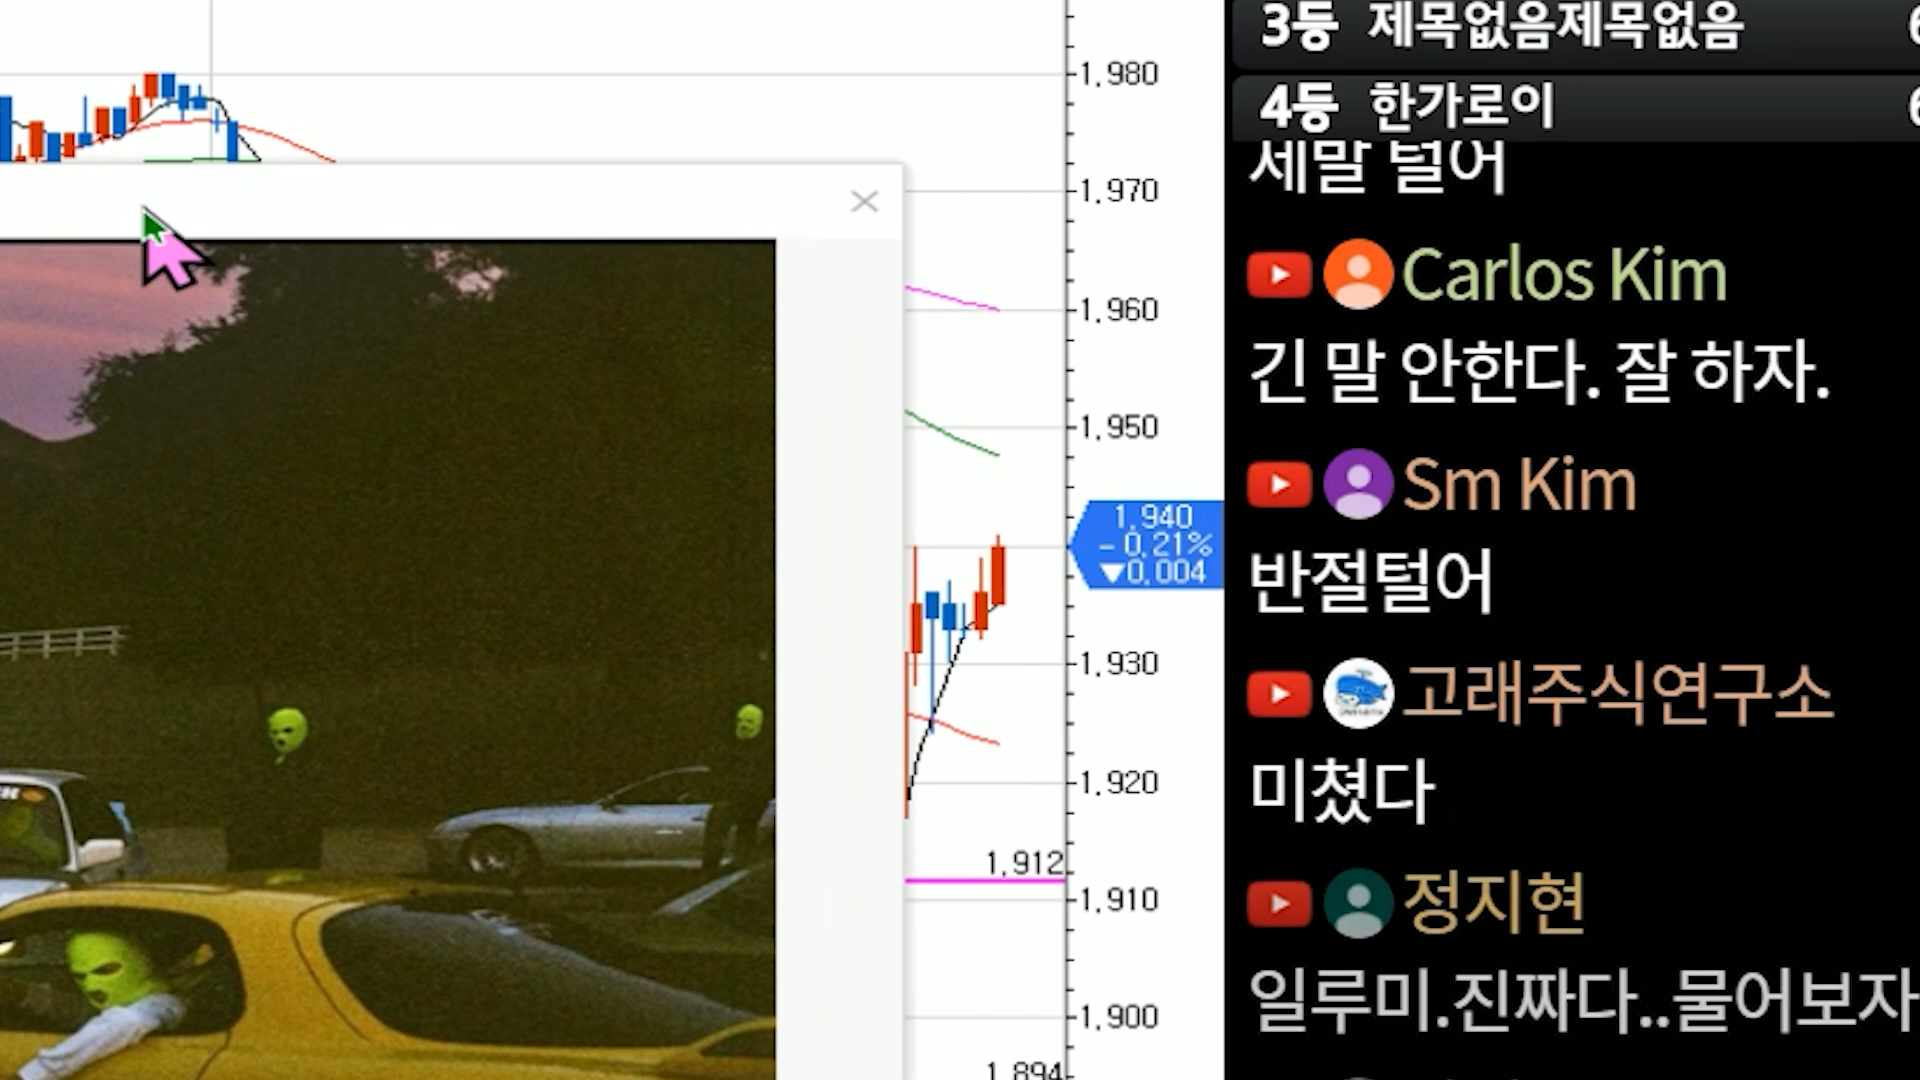 1,980
1,970
1,960
1,950
1,940
- 0,21%
▼0,004
1,930
1,920
1,912
1,910
1,900
1,894
3등 제목없음제목없음 6
4등 한가로이 6
세말 털어
Carlos Kim
긴 말 안한다. 잘 하자.
Sm Kim
반절털어
고래주식연구소
미쳤다
정지현
일루미.진짜다..물어보자